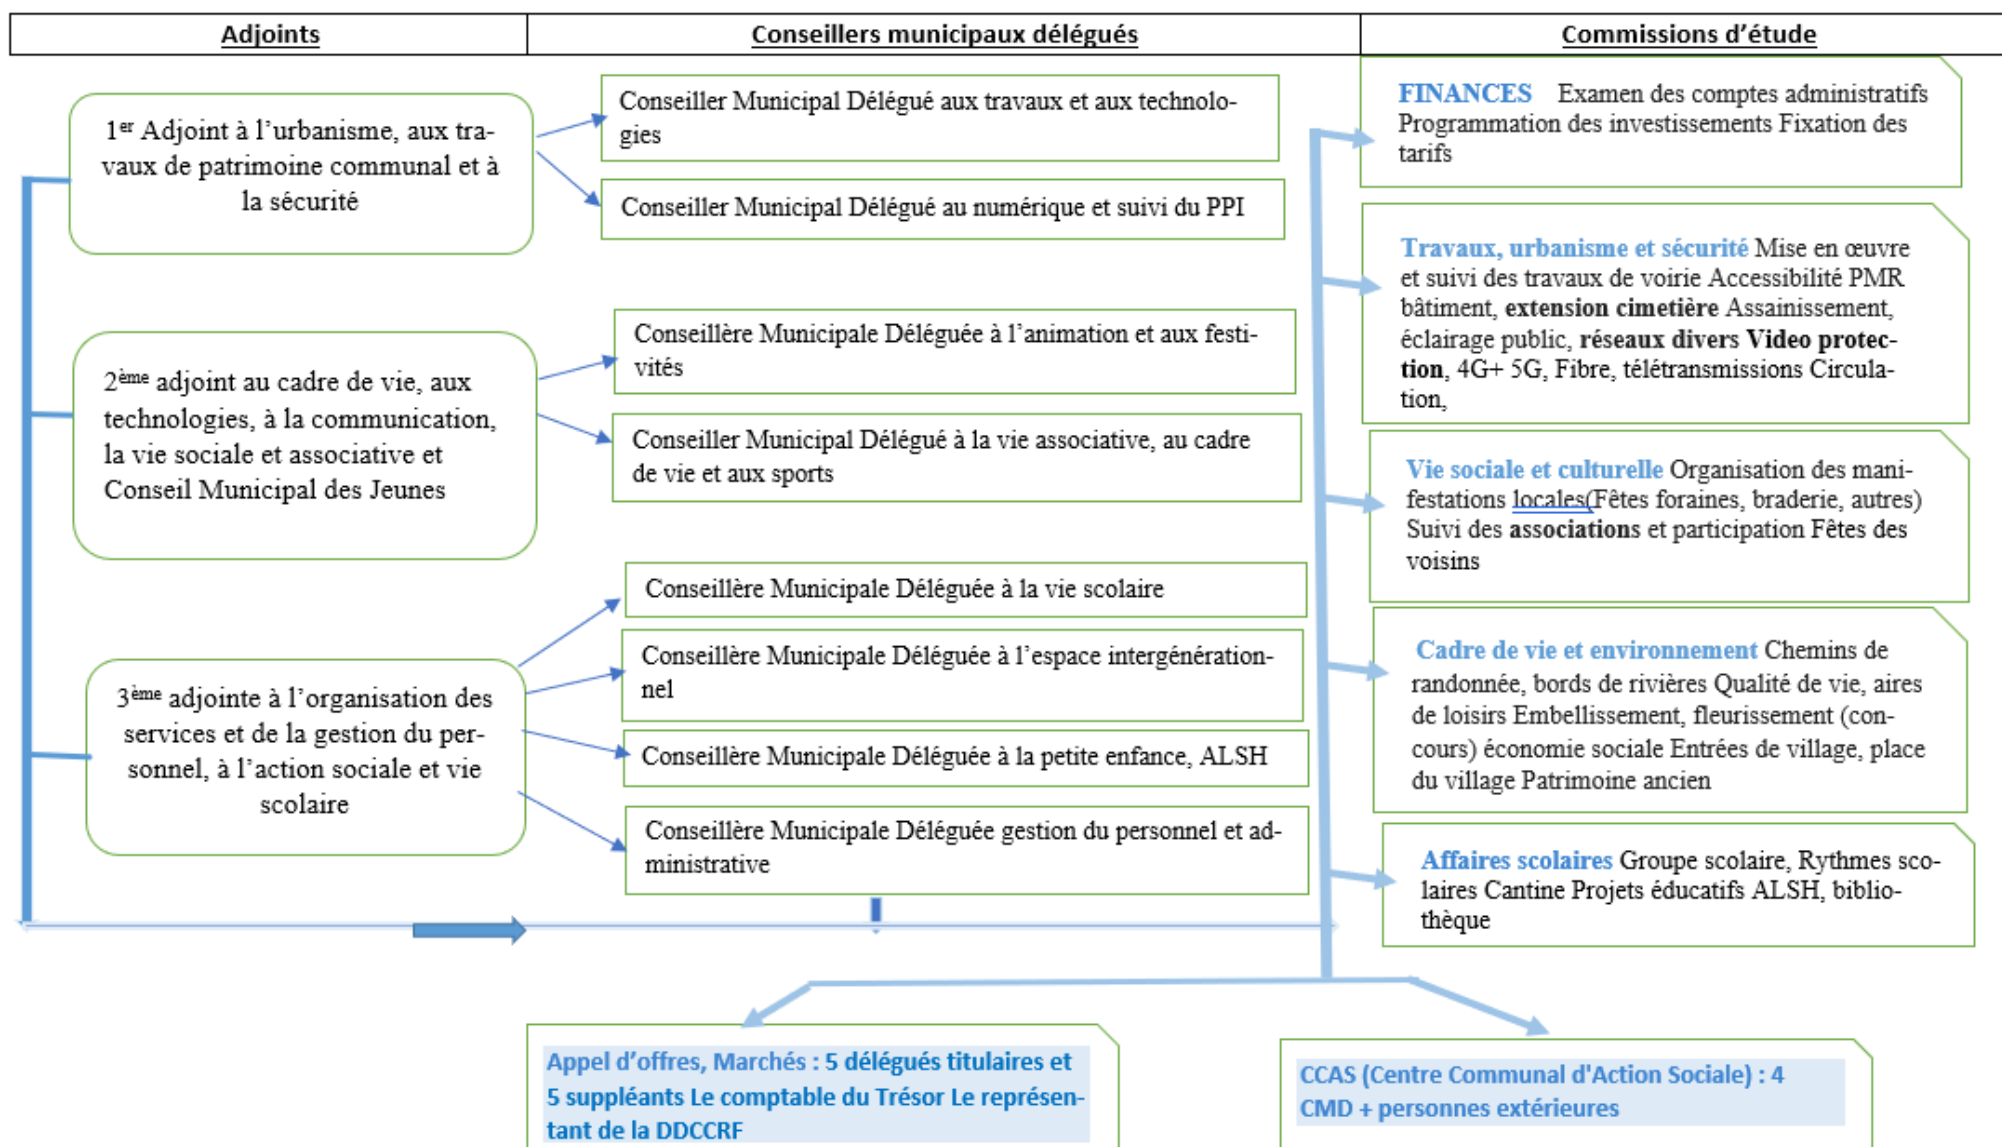 Adjoints
Conseillers municipaux délégués
Commissions d'étude
1er Adjoint à l'urbanisme, aux tra-
vaux de patrimoine communal et à
la sécurité
Conseiller Municipal Délégué aux travaux et aux technolo-
gies
Conseiller Municipal Délégué au numérique et suivi du PPI
2ème adjoint au cadre de vie, aux
technologies, à la communication,
la vie sociale et associative et
Conseil Municipal des Jeunes
Conseillère Municipale Déléguée à l'animation et aux festi-
vités
Conseiller Municipal Délégué à la vie associative, au cadre
de vie et aux sports
3ème adjointe à l'organisation des
services et de la gestion du per-
sonnel, à l'action sociale et vie
scolaire
Conseillère Municipale Déléguée à la vie scolaire
Conseillère Municipale Déléguée à l'espace intergénération-
nel
Conseillère Municipale Déléguée à la petite enfance, ALSH
Conseillère Municipale Déléguée gestion du personnel et ad-
ministrative
FINANCES Examen des comptes administratifs
Programmation des investissements Fixation des
tarifs
Travaux, urbanisme et sécurité Mise en œuvre
et suivi des travaux de voirie Accessibilité PMR
bâtiment, extension cimetière Assainissement,
éclairage public, réseaux divers Video protec-
tion, 4G+ 5G, Fibre, télétransmissions Circula-
tion,
Vie sociale et culturelle Organisation des mani-
festations locales(Fêtes foraines, braderie, autres)
Suivi des associations et participation Fêtes des
voisins
Cadre de vie et environnement Chemins de
randonnée, bords de rivières Qualité de vie, aires
de loisirs Embellissement, fleurissement (con-
cours) économie sociale Entrées de village, place
du village Patrimoine ancien
Affaires scolaires Groupe scolaire, Rythmes sco-
laires Cantine Projets éducatifs ALSH, biblio-
thèque
Appel d'offres, Marchés : 5 délégués titulaires et
5 suppléants Le comptable du Trésor Le représen-
tant de la DDCCRF
CCAS (Centre Communal d'Action Sociale) : 4
CMD + personnes extérieures